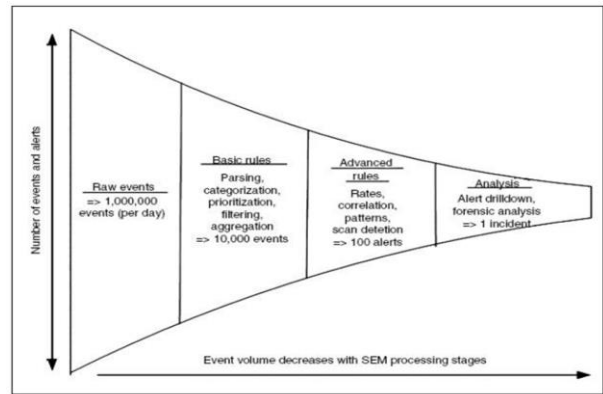 Number of events and alerts
Raw events
=> 1,000,000
events (per day)
Basic rules
Parsing,
categorization,
prioritization,
filtering,
aggregation
=> 10,000 events
Advanced
rules
Rates,
correlation,
patterns,
scan detetion
=> 100 alerts
Analysis
Alert drilldown,
forensic analysis
=> 1 incident
Event volume decreases with SEM processing stages